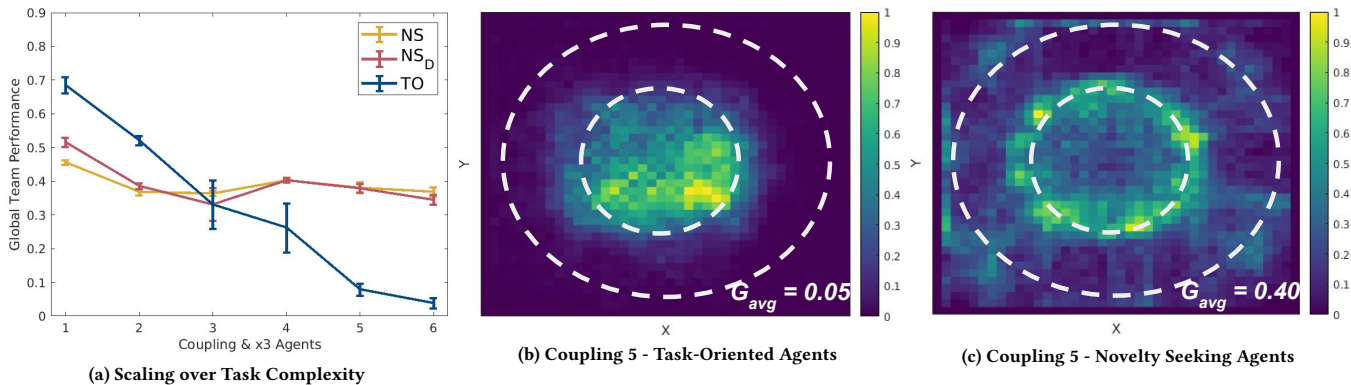 0.9
0.8
0.7
0.6
0.5
0.4
0.3
0.2
0.1
0
1 2 3 4 5 6
Global Team Performance
Coupling & x3 Agents
NS
NS_D
TO
(a) Scaling over Task Complexity
Y
X
G_avg = 0.05
1
0.9
0.8
0.7
0.6
0.5
0.4
0.3
0.2
0.1
0
(b) Coupling 5 - Task-Oriented Agents
Y
X
G_avg = 0.40
1
0.9
0.8
0.7
0.6
0.5
0.4
0.3
0.2
0.1
0
(c) Coupling 5 - Novelty Seeking Agents